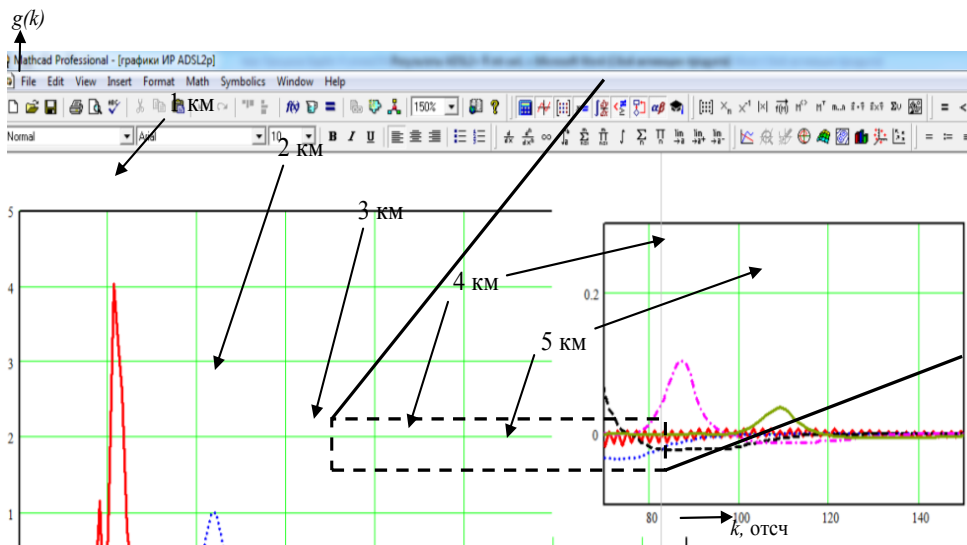 g(k)
Mathcad Professional - [графики ИР ADSL2p]
File Edit View Insert Format Math Symbolics Window Help
1 км
150%
Normal Arial 10 B I U
2 км
3 км
4 км
5 км
5
4
3
2
1
0.2
0
80 100 120 140
k, отсч